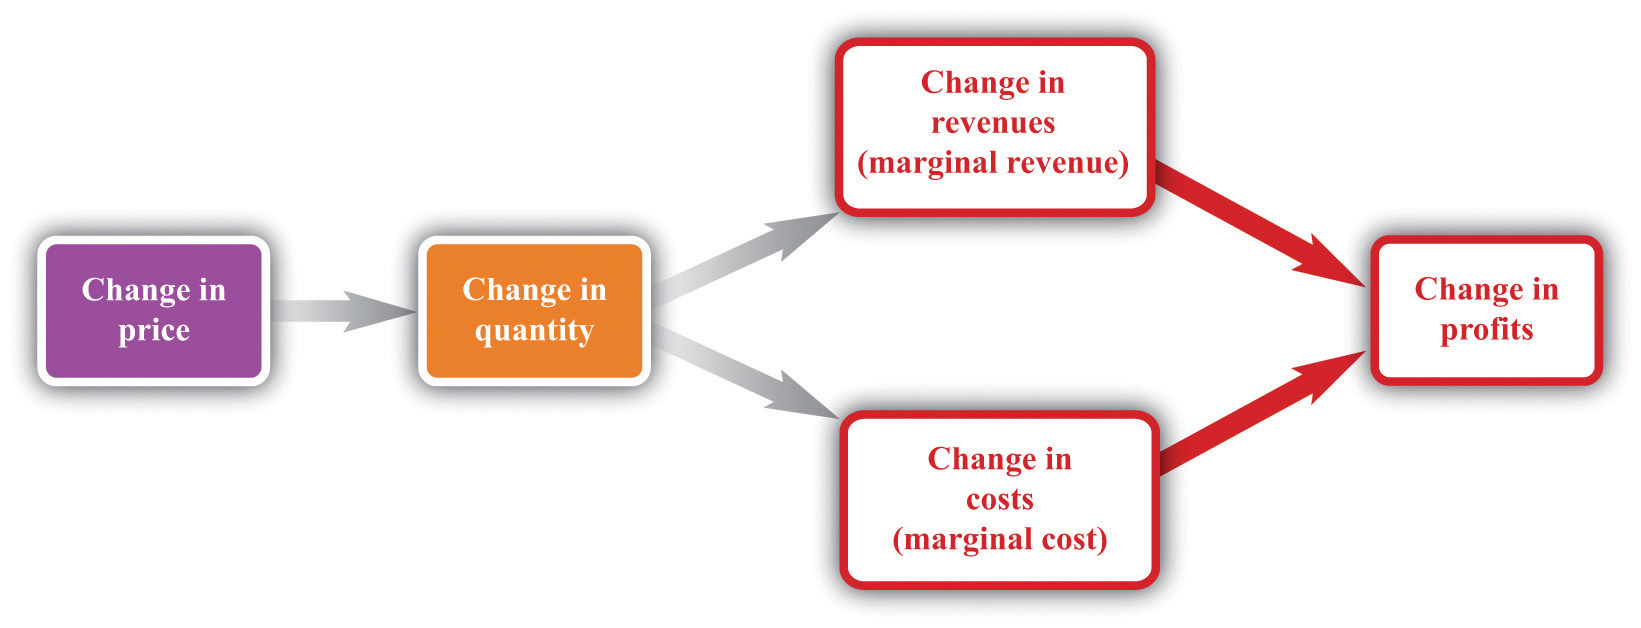 Change in
price
Change in
quantity
Change in
revenues
(marginal revenue)
Change in
costs
(marginal cost)
Change in
profits